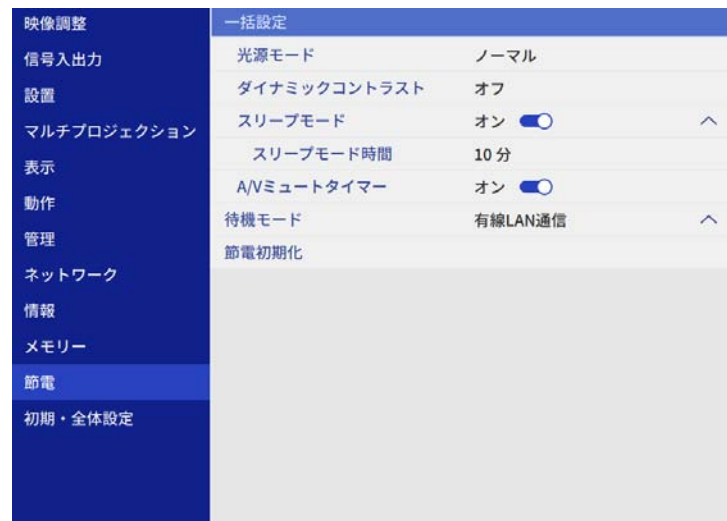 映像調整
信号入出力
設置
マルチプロジェクション
表示
動作
管理
ネットワーク
情報
メモリー
節電
初期・全体設定
一括設定
光源モード ノーマル
ダイナミックコントラスト オフ
スリープモード オン
スリープモード時間 10 分
A/Vミュートタイマー オン
待機モード 有線LAN通信
節電初期化